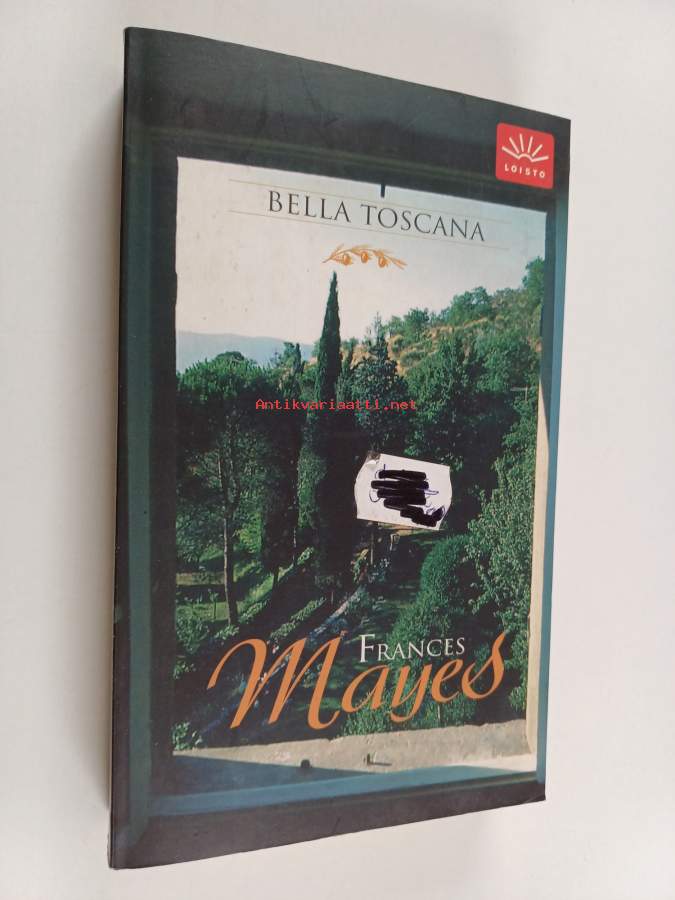 LOISTO
BELLA TOSCANA
Antikvariaatti.net
FRANCES
Mayes